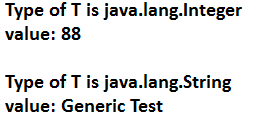 Type of T is java.lang.Integer
value: 88
Type of T is java.lang.String
value: Generic Test